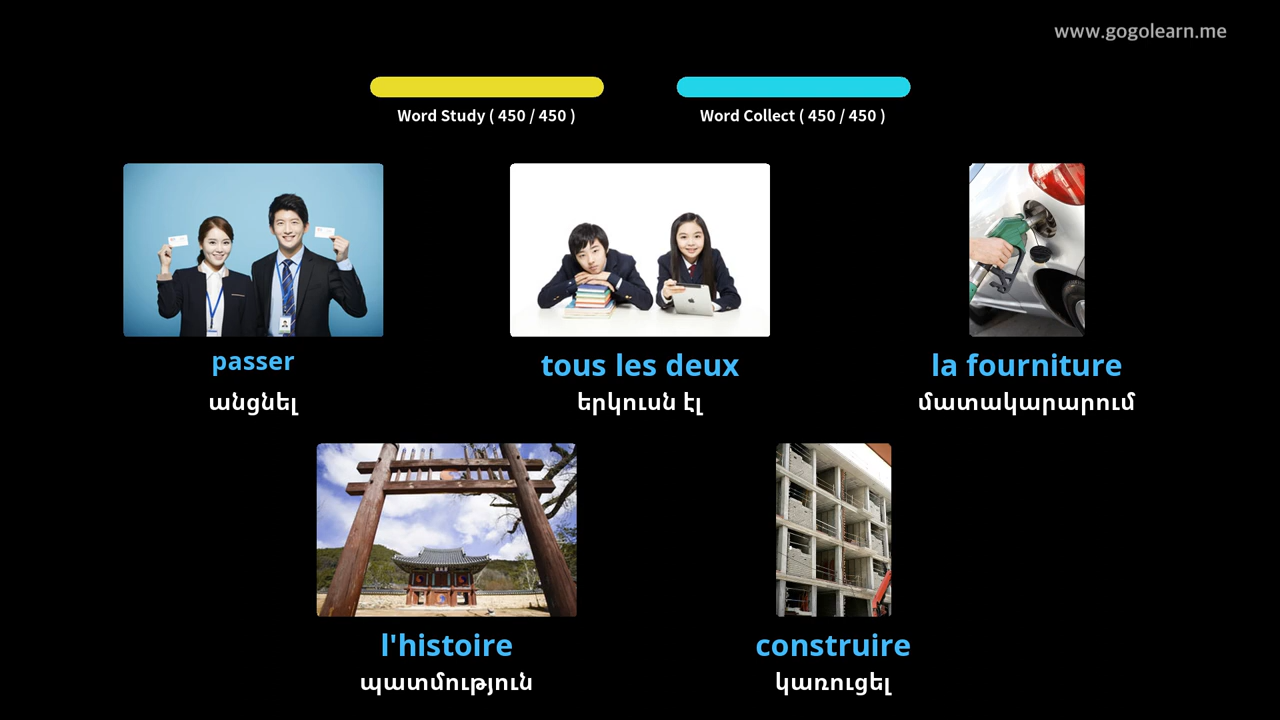 www.gogolearn.me
Word Study ( 450 / 450 )
Word Collect ( 450 / 450 )
passer
անցնել
tous les deux
երկուսն էլ
la fourniture
մատակարարում
l'histoire
պատմություն
construire
կառուցել